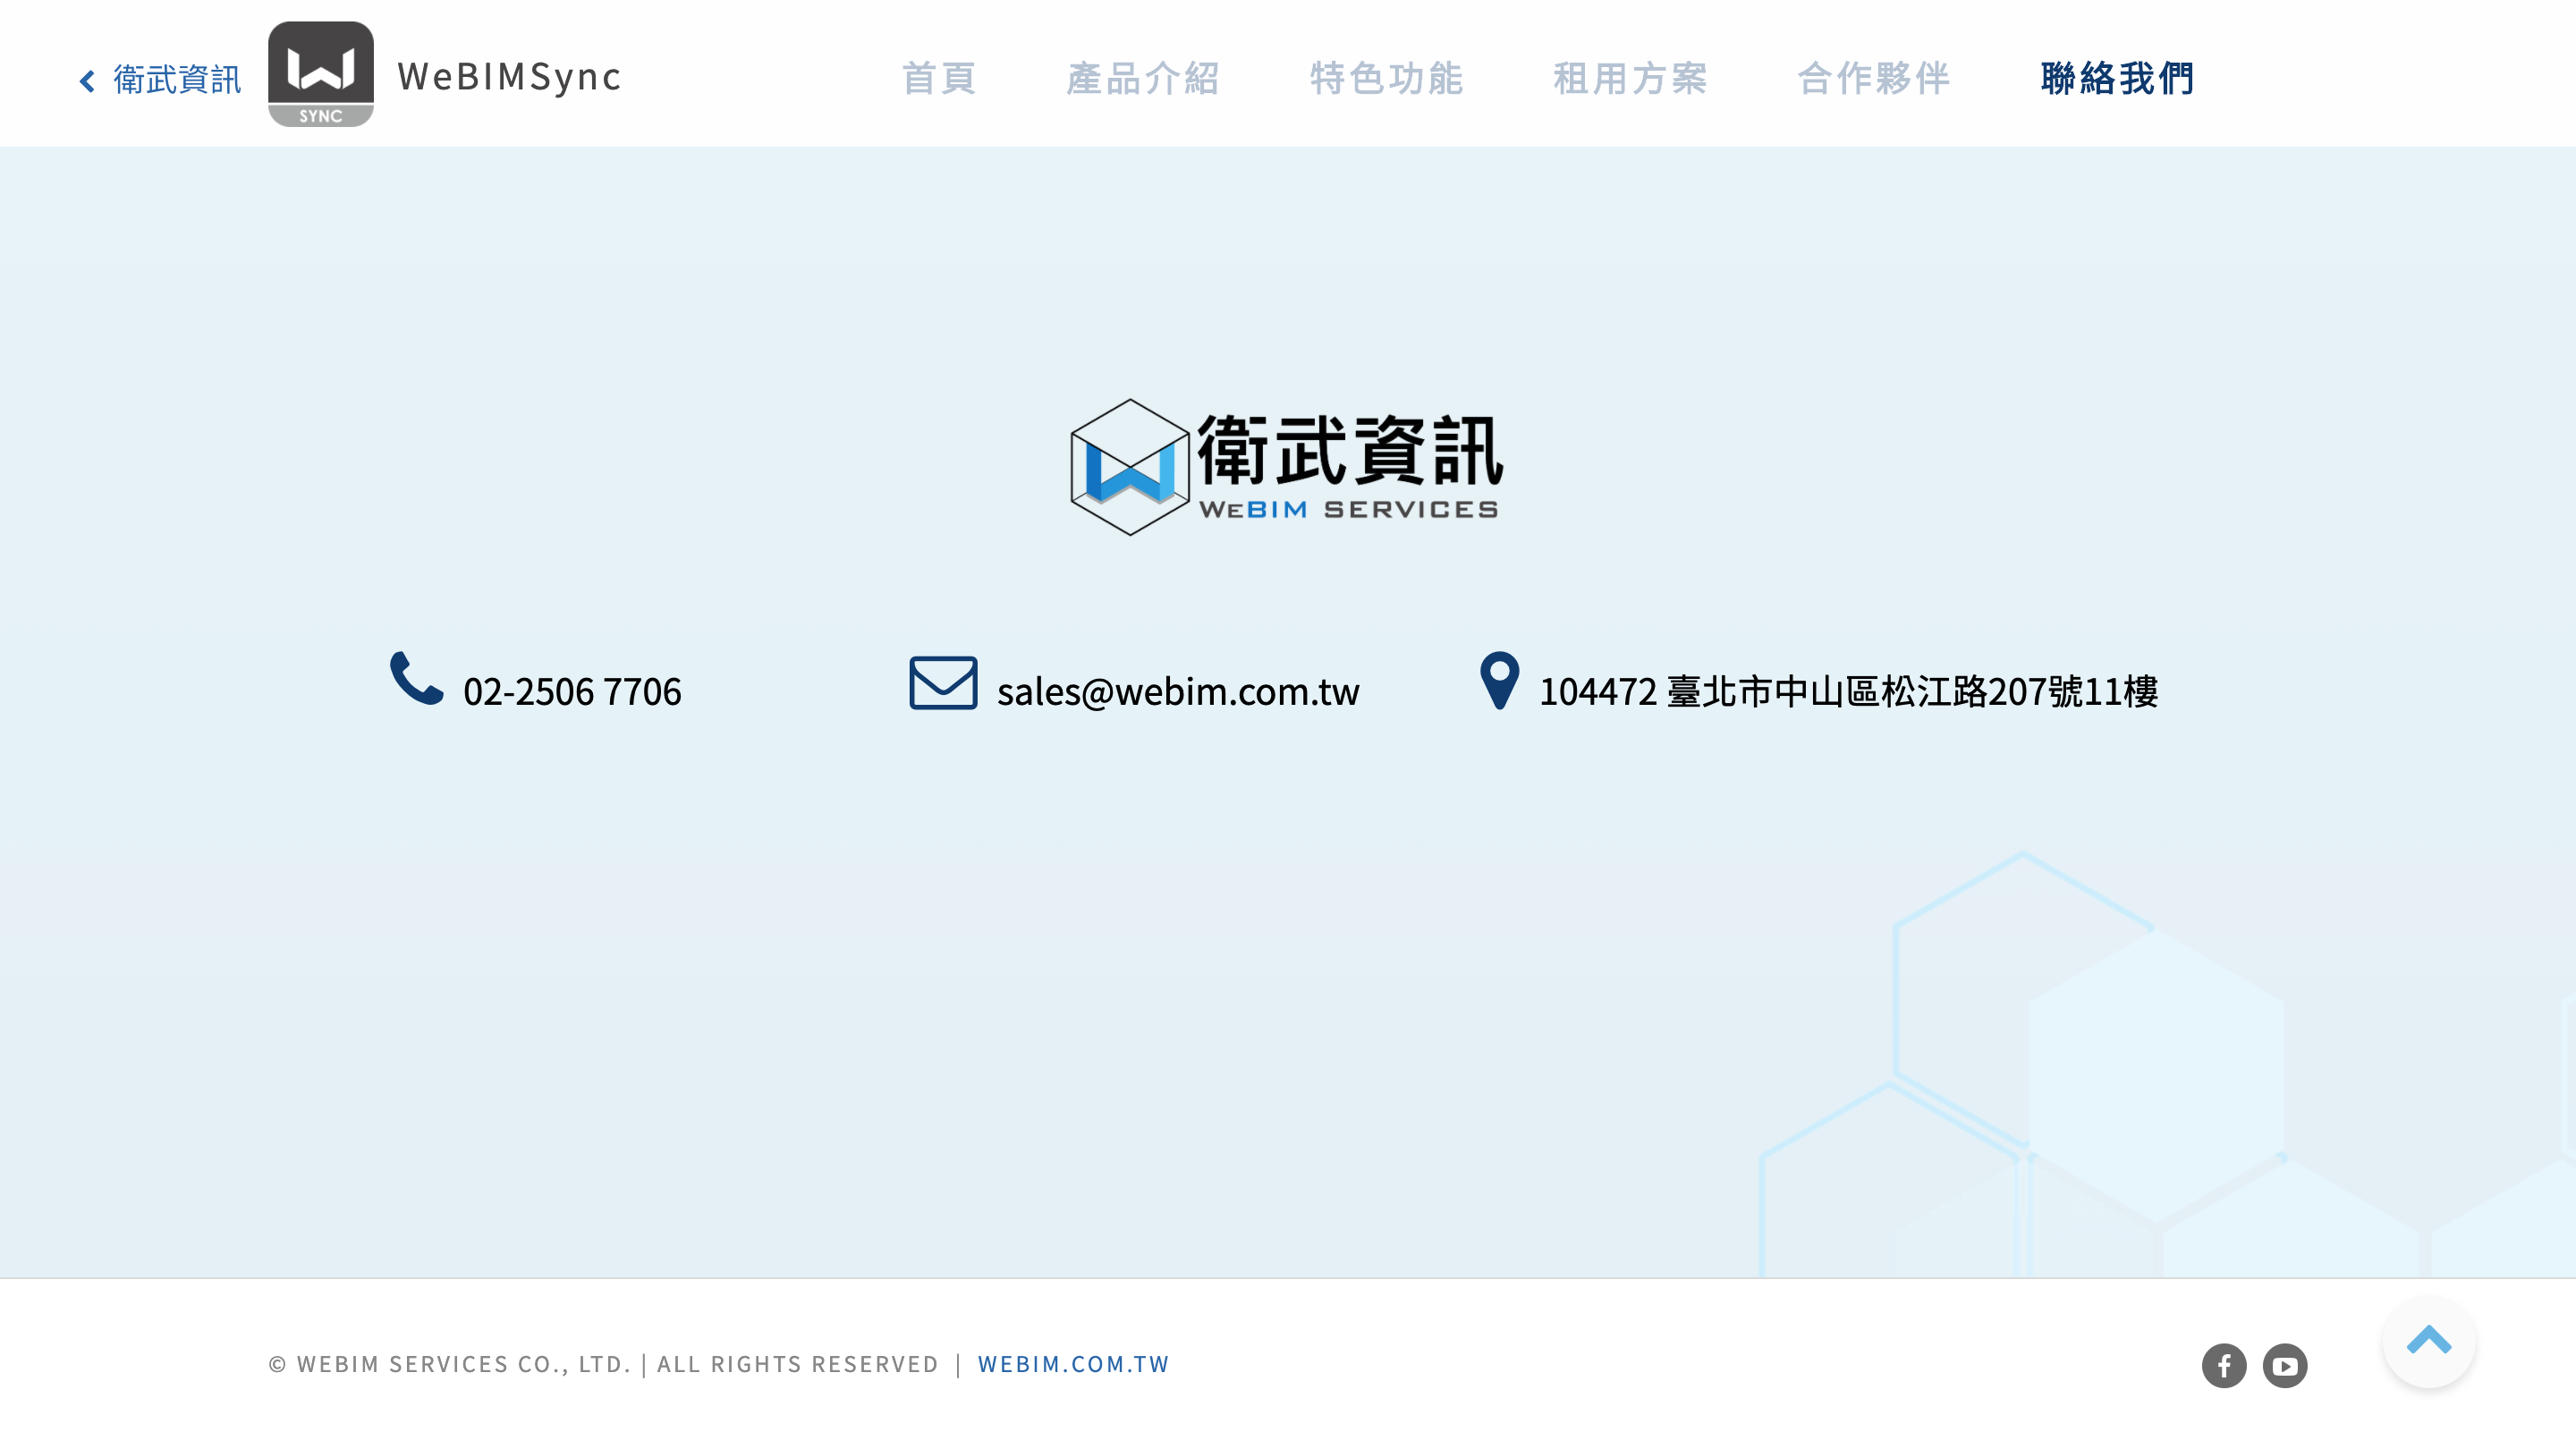 衛武資訊
SYNC
WeBIMSync
首頁
產品介紹
特色功能
租用方案
合作夥伴
聯絡我們
衛武資訊
WEBIM SERVICES
02-2506 7706
sales@webim.com.tw
104472 臺北市中山區松江路207號11樓
© WEBIM SERVICES CO., LTD. | ALL RIGHTS RESERVED | WEBIM.COM.TW